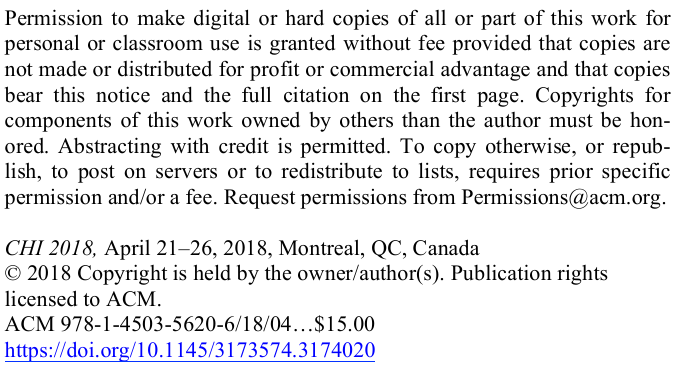 Permission to make digital or hard copies of all or part of this work for
personal or classroom use is granted without fee provided that copies are
not made or distributed for profit or commercial advantage and that copies
bear this notice and the full citation on the first page. Copyrights for
components of this work owned by others than the author must be hon-
ored. Abstracting with credit is permitted. To copy otherwise, or repub-
lish, to post on servers or to redistribute to lists, requires prior specific
permission and/or a fee. Request permissions from Permissions@acm.org.
CHI 2018, April 21–26, 2018, Montreal, QC, Canada
© 2018 Copyright is held by the owner/author(s). Publication rights
licensed to ACM.
ACM 978-1-4503-5620-6/18/04…$15.00
https://doi.org/10.1145/3173574.3174020